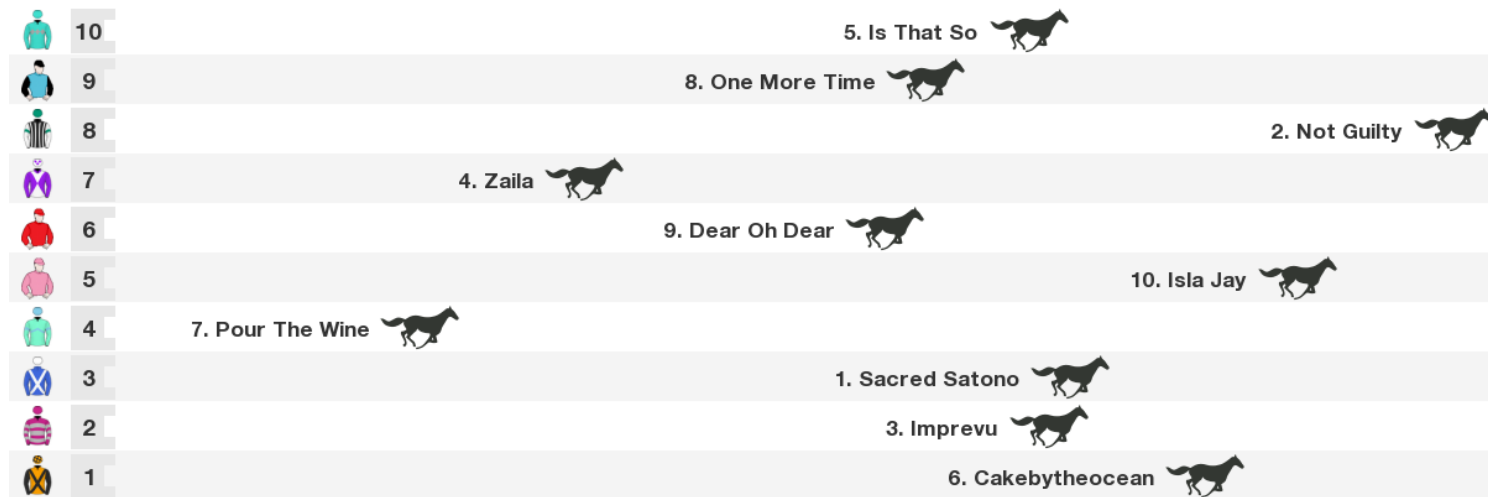 10 5. Is That So
9 8. One More Time
8 2. Not Guilty
7 4. Zaila
6 9. Dear Oh Dear
5 10. Isla Jay
4 7. Pour The Wine
3 1. Sacred Satono
2 3. Imprevu
1 6. Cakebytheocean